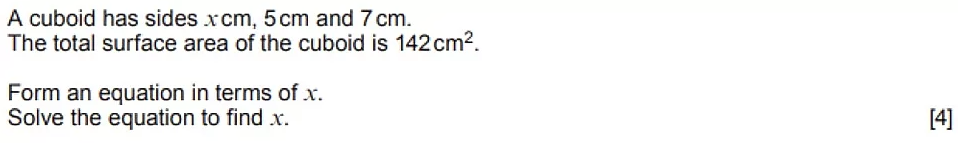 A cuboid has sides x cm, 5 cm and 7 cm.
The total surface area of the cuboid is 142 cm².
Form an equation in terms of x.
Solve the equation to find x. [4]